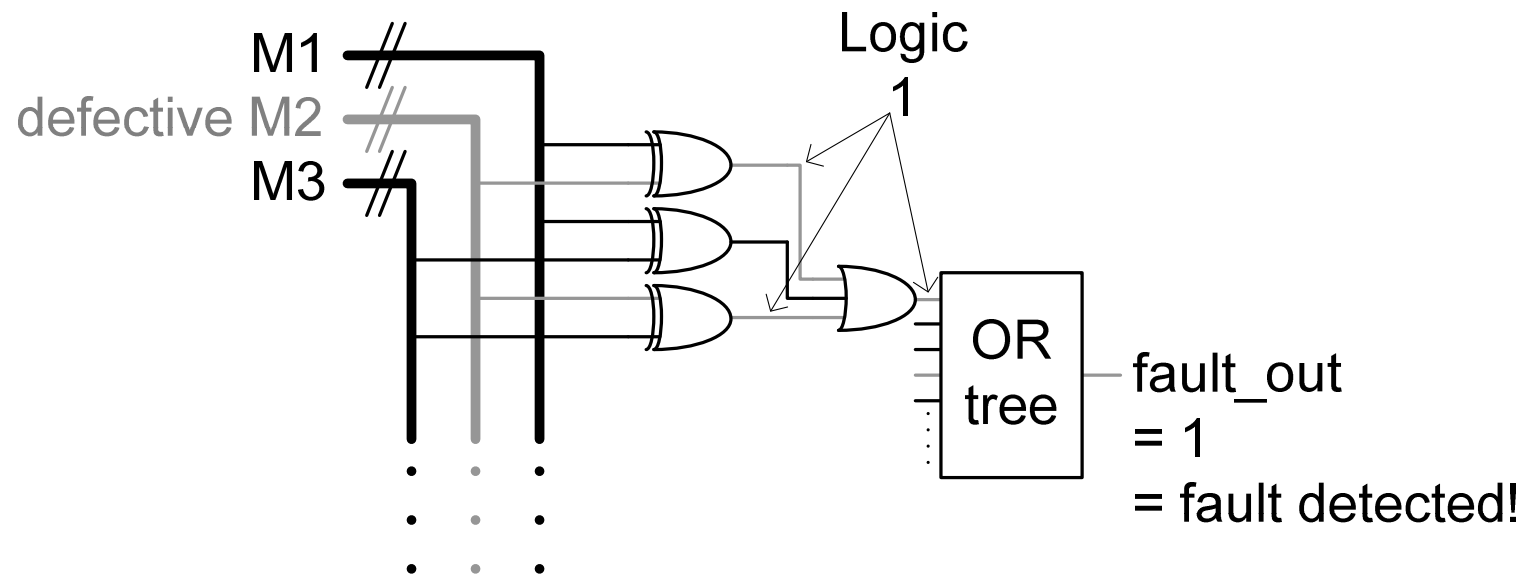 M1
defective M2
M3
Logic
1
OR
tree
fault_out
= 1
= fault detected!